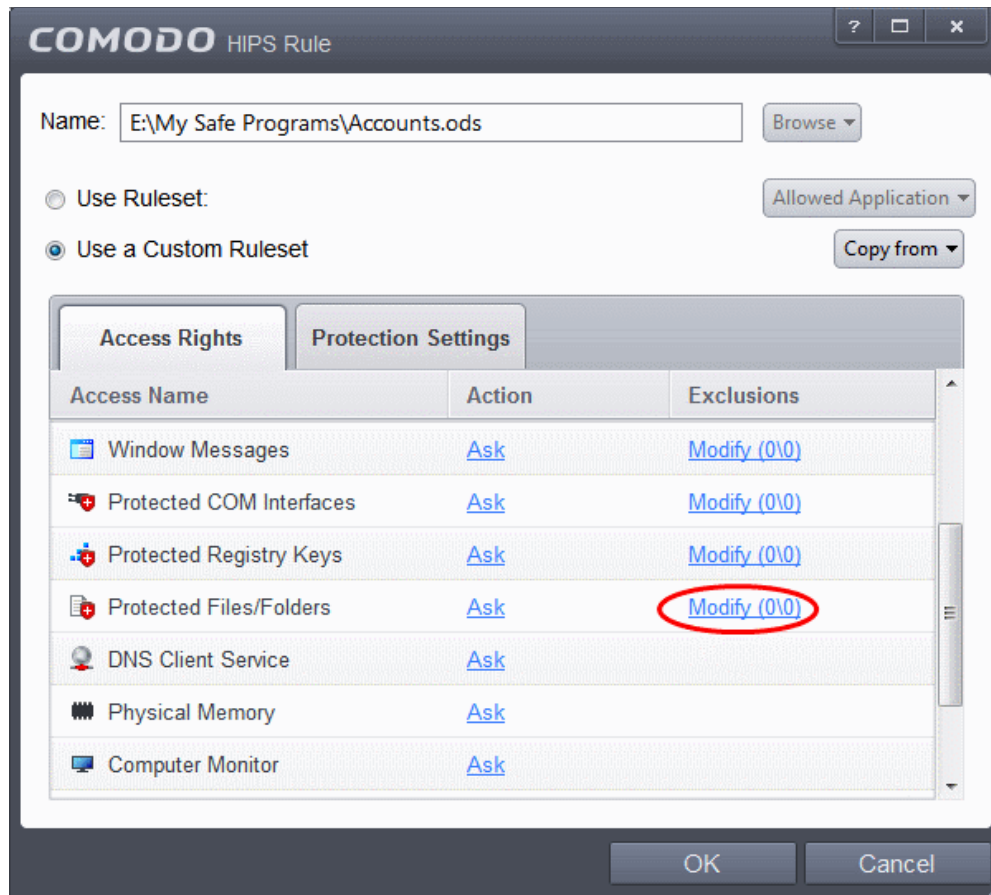 COMODO HIPS Rule
?
Name: E:\My Safe Programs\Accounts.ods Browse
Use Ruleset: Allowed Application
Use a Custom Ruleset Copy from
Access Rights Protection Settings
Access Name Action Exclusions
Window Messages Ask Modify (0\0)
Protected COM Interfaces Ask Modify (0\0)
Protected Registry Keys Ask Modify (0\0)
Protected Files/Folders Ask Modify (0\0)
DNS Client Service Ask
Physical Memory Ask
Computer Monitor Ask
OK Cancel